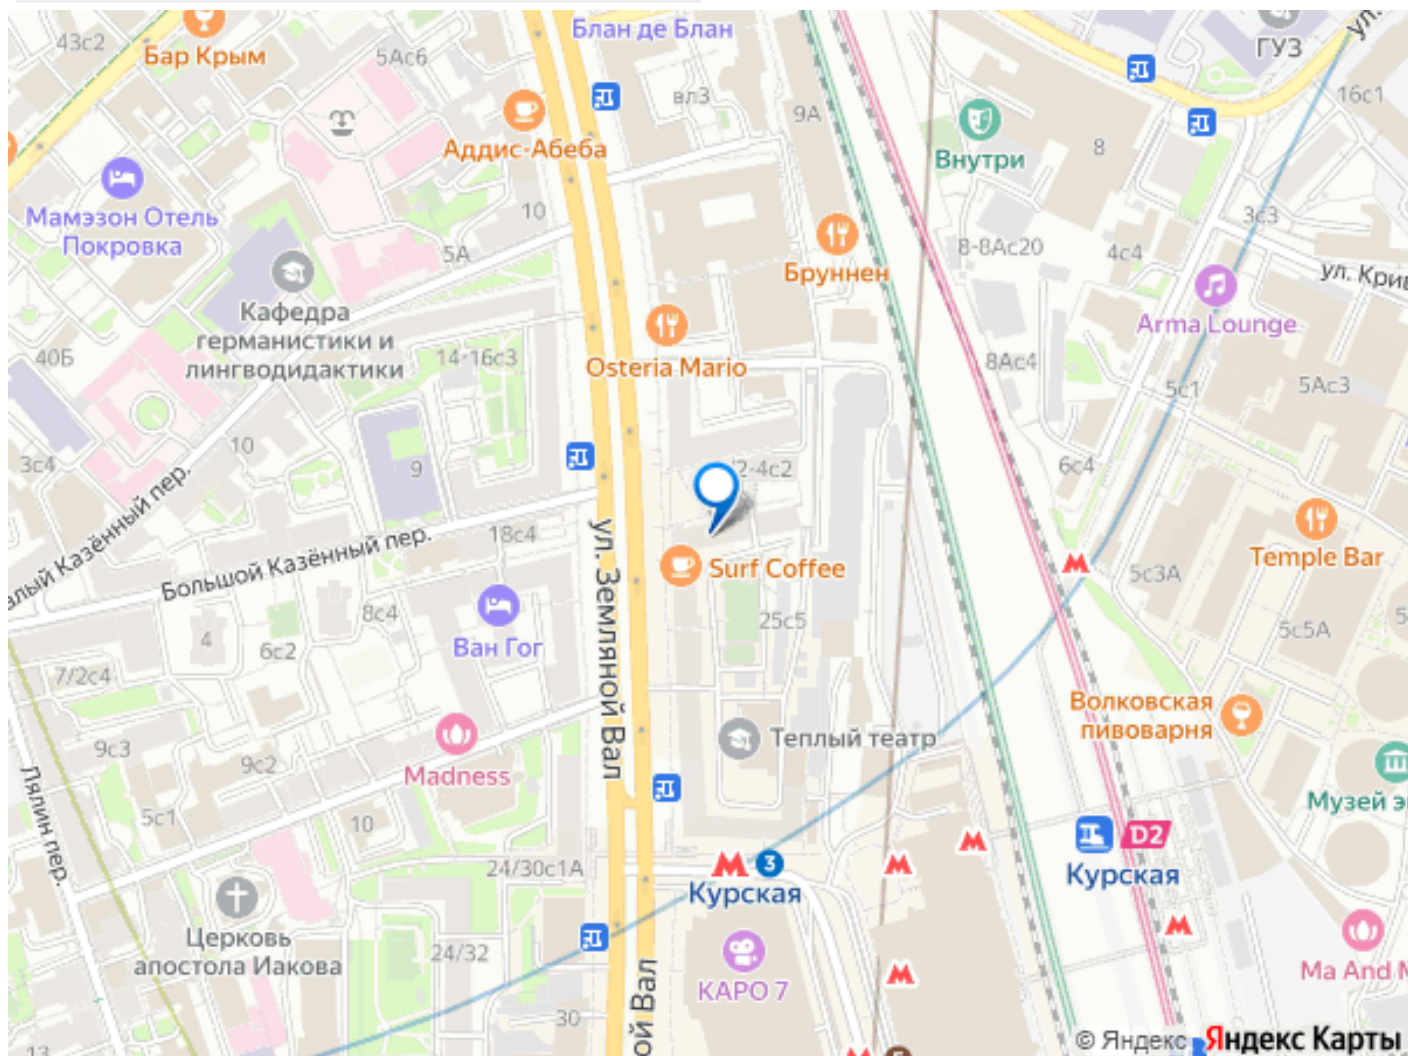 43с2
Бар Крым
5Ас6
Блан де Блан
ГУЗ
ул.
вл3
9А
16с1
Аддис-Абеба
Внутри
8
Мамэзон Отель
Покровка
10
5А
3с3
8-8Ас20
4с4
Бруннен
ул. Крив
Кафедра
германистики и
лингводидактики
Arma Lounge
40Б
14-16с3
Osteria Mario
8Ас4
5с1
5Ас3
10
3с4
9
/2-4с2
6с4
алый Казённый пер.
Большой Казённый пер.
18с4
ул. Земляной Вал
Surf Coffee
Temple Bar
5с3А
8с4
25с5
4
6с2
Ван Гог
5с5А
7/2с4
Волковская
пивоварня
Теплый театр
9с3
9с2
Madness
Лялин пер.
Музей э
5с1
10
D2
24/30с1А
3
Курская
Курская
Церковь
апостола Иакова
24/32
КАРО 7
Ma And M
ой Вал
30
13
© Яндекс Яндекс Карты